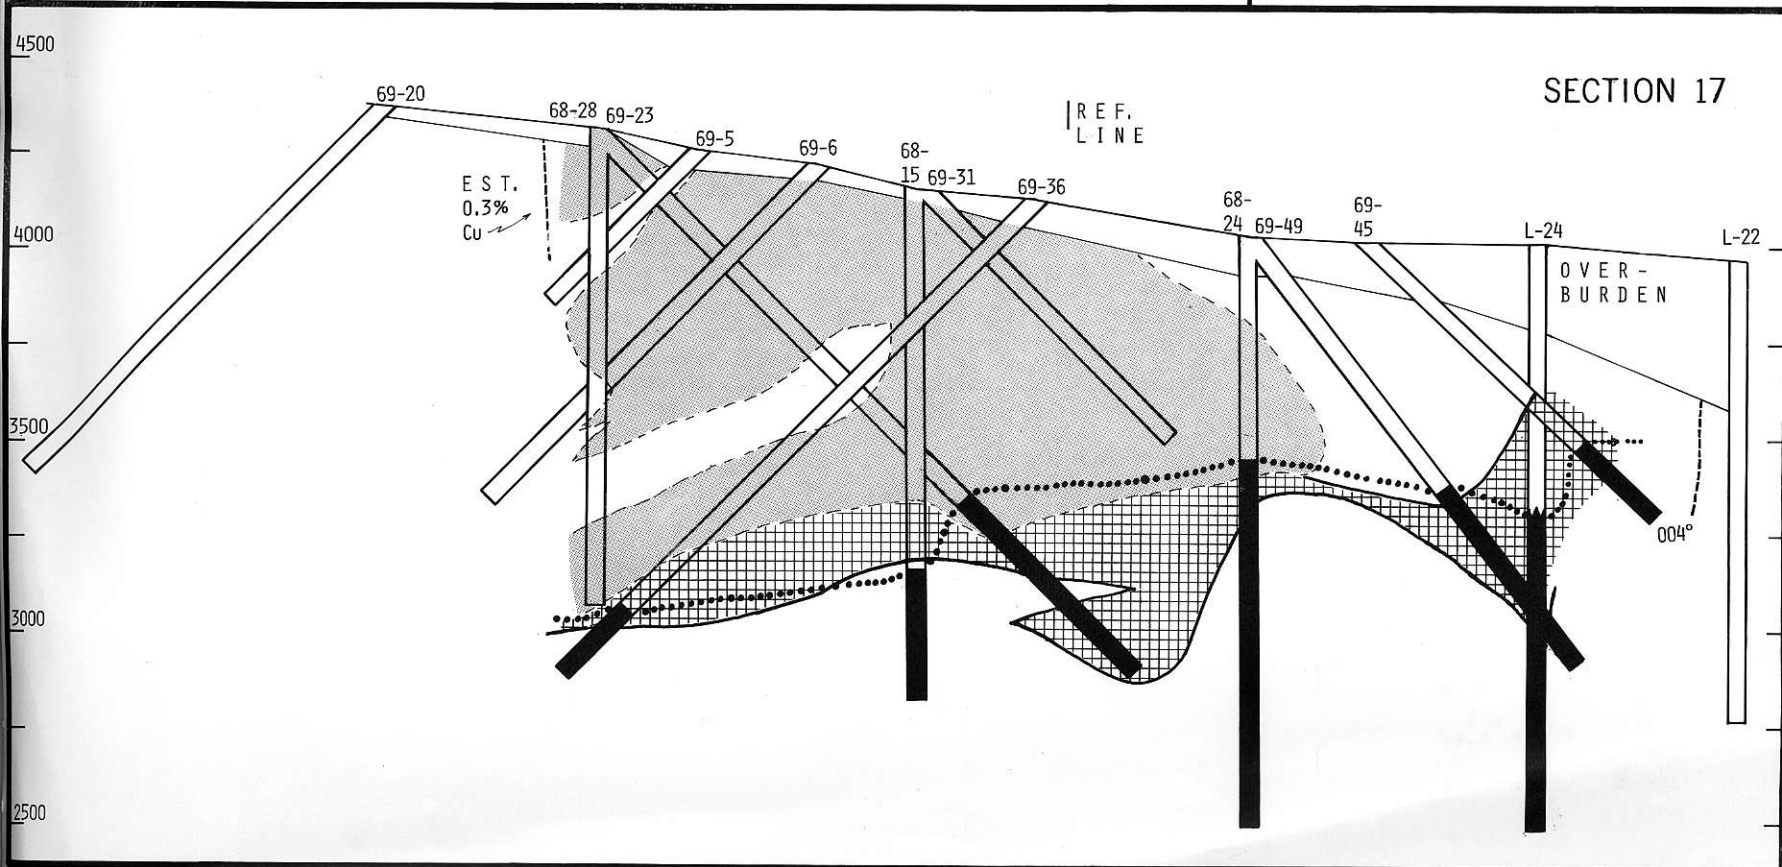 4500
SECTION 17
69-20
68-28 69-23
REF.
LINE
69-5
69-6
68-
15 69-31
69-36
EST.
0.3%
Cu
68-
24 69-49
69-
45
L-24
L-22
4000
OVER-
BURDEN
3500
004°
3000
2500